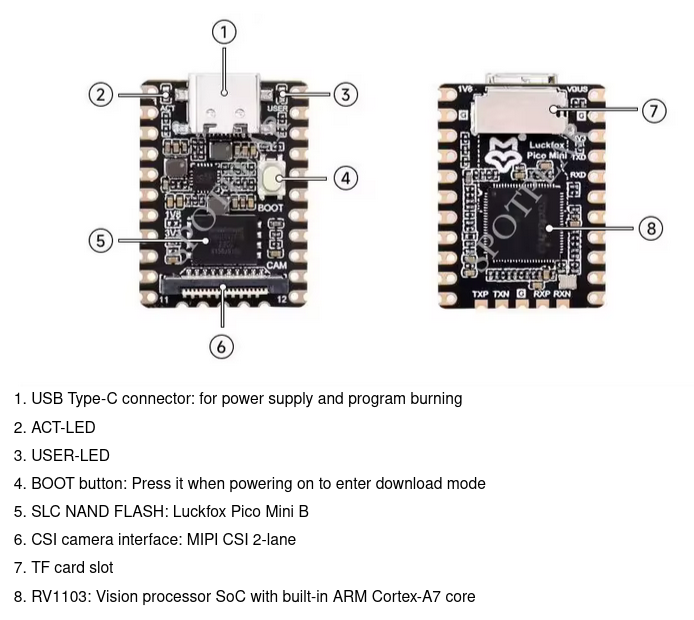 1
2
3
ACT
USER
4
BOOT
1V8
5
CAM
11
12
6
1V8
VBUS
G
G
7
Luckfox
Pico Mini
TXD
RXD
8
TXP TXN G RXP RXN
SPOTPEAR
SPOTPEAR
1. USB Type-C connector: for power supply and program burning
2. ACT-LED
3. USER-LED
4. BOOT button: Press it when powering on to enter download mode
5. SLC NAND FLASH: Luckfox Pico Mini B
6. CSI camera interface: MIPI CSI 2-lane
7. TF card slot
8. RV1103: Vision processor SoC with built-in ARM Cortex-A7 core